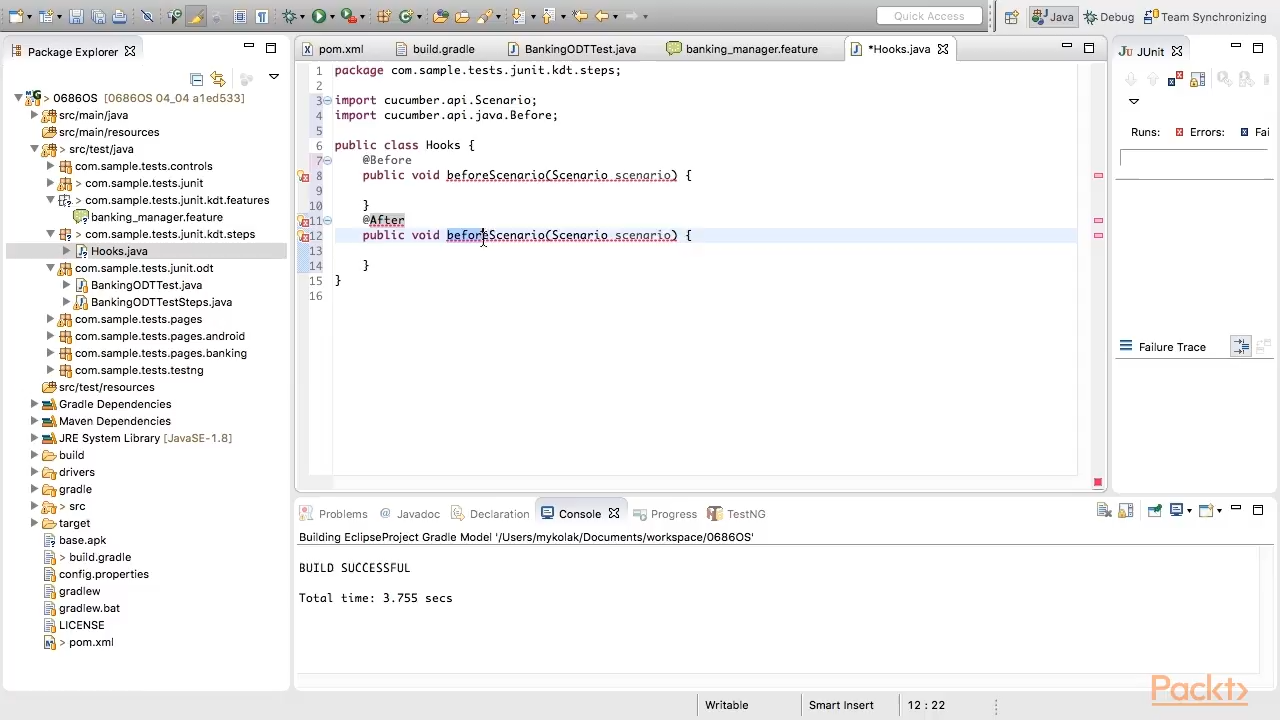 Quick Access
Java
Debug
Team Synchronizing
Package Explorer
pom.xml
build.gradle
BankingODTTest.java
banking_manager.feature
*Hooks.java
JUnit
> 0686OS [0686OS 04_04 a1ed533]
src/main/java
src/main/resources
> src/test/java
com.sample.tests.controls
> com.sample.tests.junit
> com.sample.tests.junit.kdt.features
banking_manager.feature
> com.sample.tests.junit.kdt.steps
Hooks.java
com.sample.tests.junit.odt
BankingODTTest.java
BankingODTTestSteps.java
com.sample.tests.pages
com.sample.tests.pages.android
com.sample.tests.pages.banking
com.sample.tests.testng
src/test/resources
Gradle Dependencies
Maven Dependencies
JRE System Library [JavaSE-1.8]
build
drivers
gradle
> src
target
base.apk
> build.gradle
config.properties
gradlew
gradlew.bat
LICENSE
> pom.xml
1 package com.sample.tests.junit.kdt.steps;
2
3 import cucumber.api.Scenario;
4 import cucumber.api.java.Before;
5
6 public class Hooks {
7 @Before
8 public void beforeScenario(Scenario scenario) {
9
10 }
11 @After
12 public void beforeScenario(Scenario scenario) {
13
14 }
15 }
16
Runs:
Errors:
Fai
Failure Trace
Problems
@ Javadoc
Declaration
Console
Progress
TestNG
Building EclipseProject Gradle Model '/Users/mykolak/Documents/workspace/0686OS'
BUILD SUCCESSFUL
Total time: 3.755 secs
Packt>
Writable
Smart Insert
12 : 22